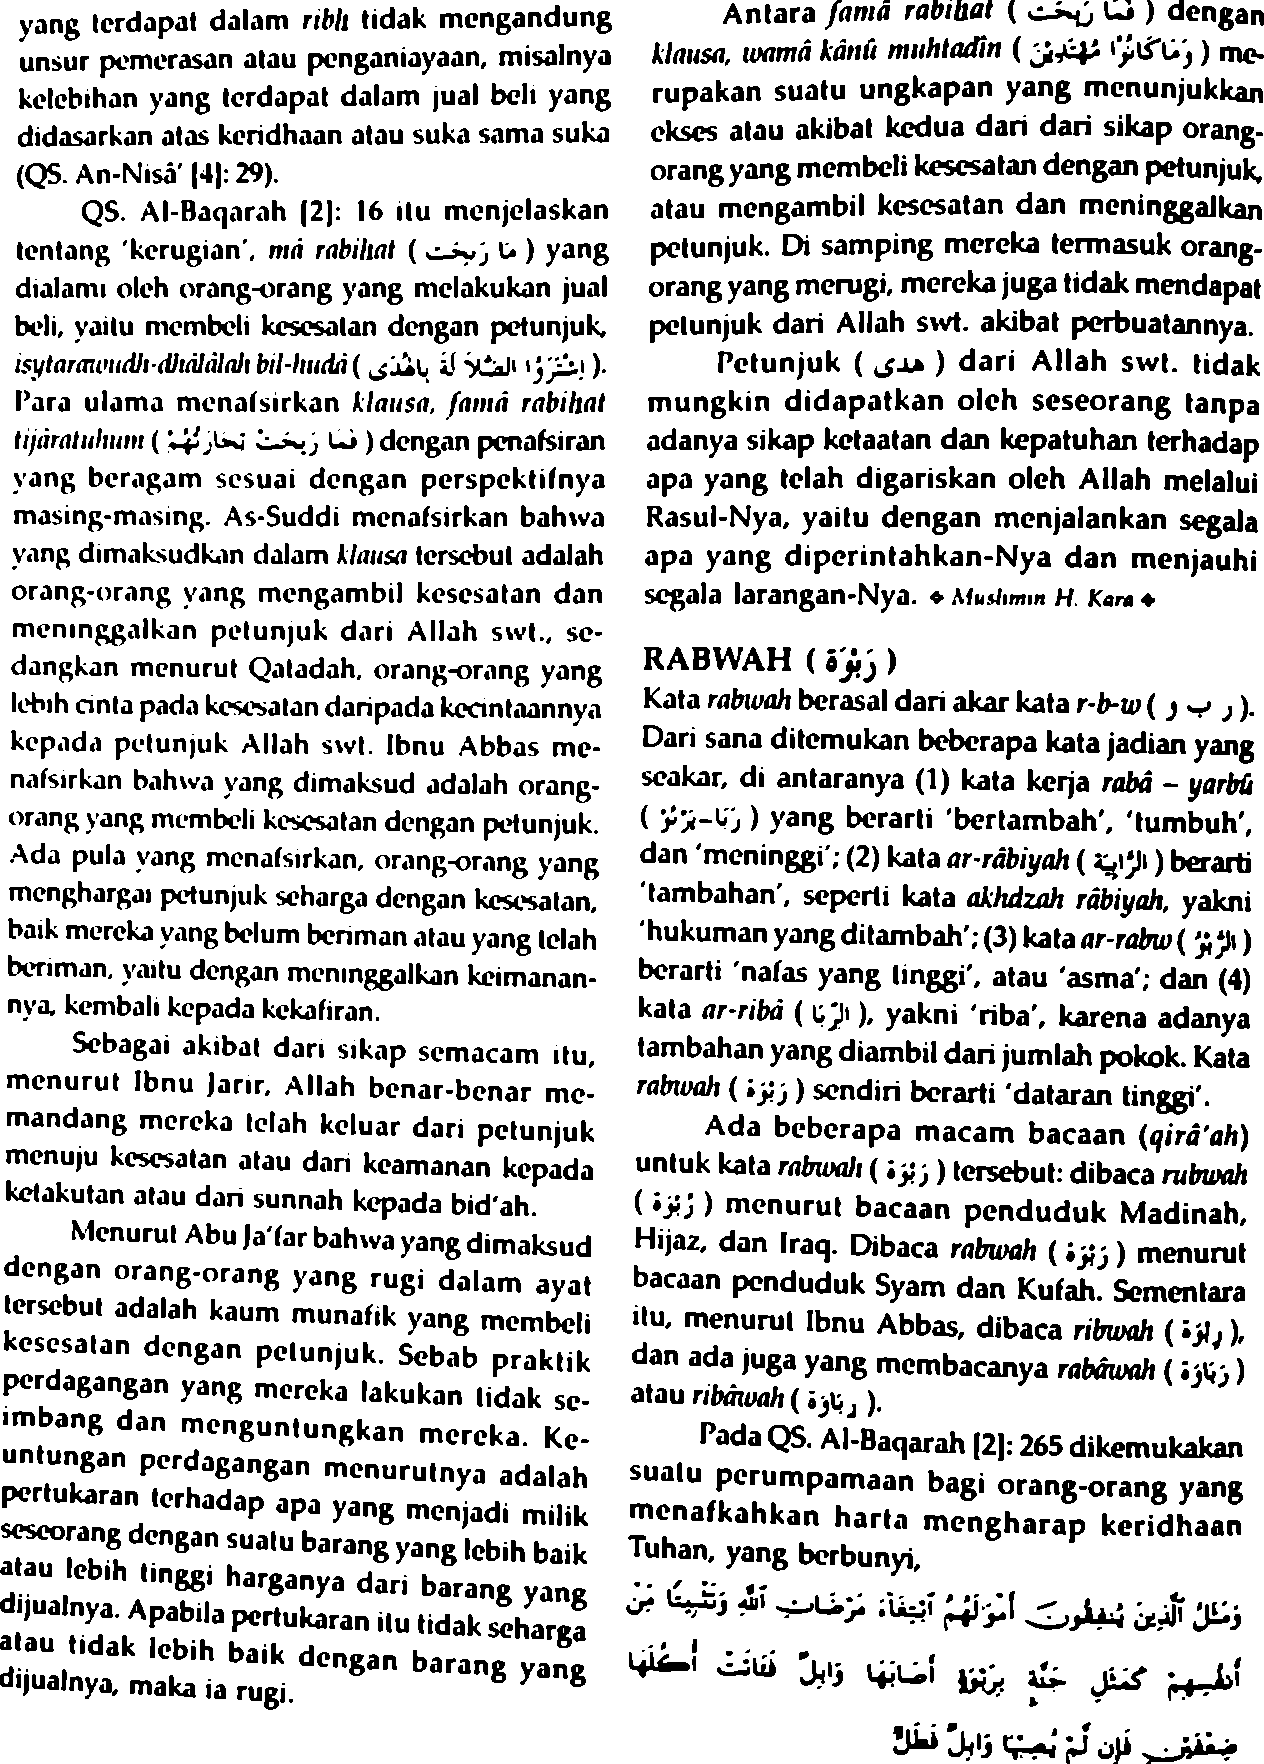 yang terdapat dalam ribh tidak mengandung
unsur pemerasan atau penganiayaan, misalnya
kelebihan yang terdapat dalam jual beli yang
didasarkan atas keridhaan atau suka sama suka
(QS. An-Nisâ' [4]: 29).
QS. Al-Baqarah [2]: 16 itu menjelaskan
tentang 'kerugian', mâ rabihat ( مَا رَبِحَتْ ) yang
dialami oleh orang-orang yang melakukan jual
beli, yaitu membeli kesesatan dengan petunjuk,
isytarawudh-dhâlâlah bil-hudâ ( اِشْتَرَوُا الضَّلَا لَةَ بِالْهُدَى ).
Para ulama menafsirkan klausa, famâ rabihat
tijâratuhum ( فَمَا رَبِحَتْ تِجَارَتُهُمْ ) dengan penafsiran
yang beragam sesuai dengan perspektifnya
masing-masing. As-Suddi menafsirkan bahwa
yang dimaksudkan dalam klausa tersebut adalah
orang-orang yang mengambil kesesatan dan
meninggalkan petunjuk dari Allah swt., se-
dangkan menurut Qatadah, orang-orang yang
lebih cinta pada kesesatan daripada kecintaannya
kepada petunjuk Allah swt. Ibnu Abbas me-
nafsirkan bahwa yang dimaksud adalah orang-
orang yang membeli kesesatan dengan petunjuk.
Ada pula yang menafsirkan, orang-orang yang
menghargai petunjuk seharga dengan kesesatan,
baik mereka yang belum beriman atau yang telah
beriman, yaitu dengan meninggalkan keimanan-
nya, kembali kepada kekafiran.
Sebagai akibat dari sikap semacam itu,
menurut Ibnu Jarir, Allah benar-benar me-
mandang mereka telah keluar dari petunjuk
menuju kesesatan atau dari keamanan kepada
ketakutan atau dari sunnah kepada bid'ah.
Menurut Abu Ja'far bahwa yang dimaksud
dengan orang-orang yang rugi dalam ayat
tersebut adalah kaum munafik yang membeli
kesesatan dengan petunjuk. Sebab praktik
perdagangan yang mereka lakukan tidak se-
imbang dan menguntungkan mereka. Ke-
untungan perdagangan menurutnya adalah
pertukaran terhadap apa yang menjadi milik
seseorang dengan suatu barang yang lebih baik
atau lebih tinggi harganya dari barang yang
dijualnya. Apabila pertukaran itu tidak seharga
atau tidak lebih baik dengan barang yang
dijualnya, maka ia rugi.
Antara famâ rabihat ( فَمَا رَبِحَتْ ) dengan
klausa, wamâ kânû muhtadîn ( وَمَا كَانُوْا مُهْتَدِيْنَ ) me-
rupakan suatu ungkapan yang menunjukkan
ekses atau akibat kedua dari dari sikap orang-
orang yang membeli kesesatan dengan petunjuk,
atau mengambil kesesatan dan meninggalkan
petunjuk. Di samping mereka termasuk orang-
orang yang merugi, mereka juga tidak mendapat
petunjuk dari Allah swt. akibat perbuatannya.
Petunjuk ( هدى ) dari Allah swt. tidak
mungkin didapatkan oleh seseorang tanpa
adanya sikap ketaatan dan kepatuhan terhadap
apa yang telah digariskan oleh Allah melalui
Rasul-Nya, yaitu dengan menjalankan segala
apa yang diperintahkan-Nya dan menjauhi
segala larangan-Nya. ◆ Muslimin H. Kara ◆
RABWAH ( رَبْوَة )
Kata rabwah berasal dari akar kata r-b-w ( ر ب و ).
Dari sana ditemukan beberapa kata jadian yang
seakar, di antaranya (1) kata kerja rabâ – yarbû
( رَبَا-يَرْبُوْ ) yang berarti 'bertambah', 'tumbuh',
dan 'meninggi'; (2) kata ar-râbiyah ( الرَّابِيَة ) berarti
'tambahan', seperti kata akhdzah râbiyah, yakni
'hukuman yang ditambah'; (3) kata ar-rabw ( الرَّبْوُ )
berarti 'nafas yang tinggi', atau 'asma'; dan (4)
kata ar-ribâ ( الرِّبَا ), yakni 'riba', karena adanya
tambahan yang diambil dari jumlah pokok. Kata
rabwah ( رَبْوَة ) sendiri berarti 'dataran tinggi'.
Ada beberapa macam bacaan (qirâ'ah)
untuk kata rabwah ( رَبْوَة ) tersebut: dibaca rubwah
( رُبْوَة ) menurut bacaan penduduk Madinah,
Hijaz, dan Iraq. Dibaca rabwah ( رَبْوَة ) menurut
bacaan penduduk Syam dan Kufah. Sementara
itu, menurut Ibnu Abbas, dibaca ribwah ( رِبْوَة ),
dan ada juga yang membacanya rabâwah ( رَبَاوَة )
atau ribâwah ( رِبَاوَة ).
Pada QS. Al-Baqarah [2]: 265 dikemukakan
suatu perumpamaan bagi orang-orang yang
menafkahkan harta mengharap keridhaan
Tuhan, yang berbunyi,
وَمَثَلُ ٱلَّذِينَ يُنفِقُونَ أَمْوَٰلَهُمُ ٱبْتِغَآءَ مَرْضَاتِ ٱللَّهِ وَتَثْبِيتًا مِّنْ
أَنفُسِهِمْ كَمَثَلِ جَنَّةٍۭ بِرَبْوَةٍ أَصَابَهَا وَابِلٌ فَـَٔاتَتْ أُكُلَهَا
ضِعْفَيْنِ فَإِن لَّمْ يُصِبْهَا وَابِلٌ فَطَلٌّ